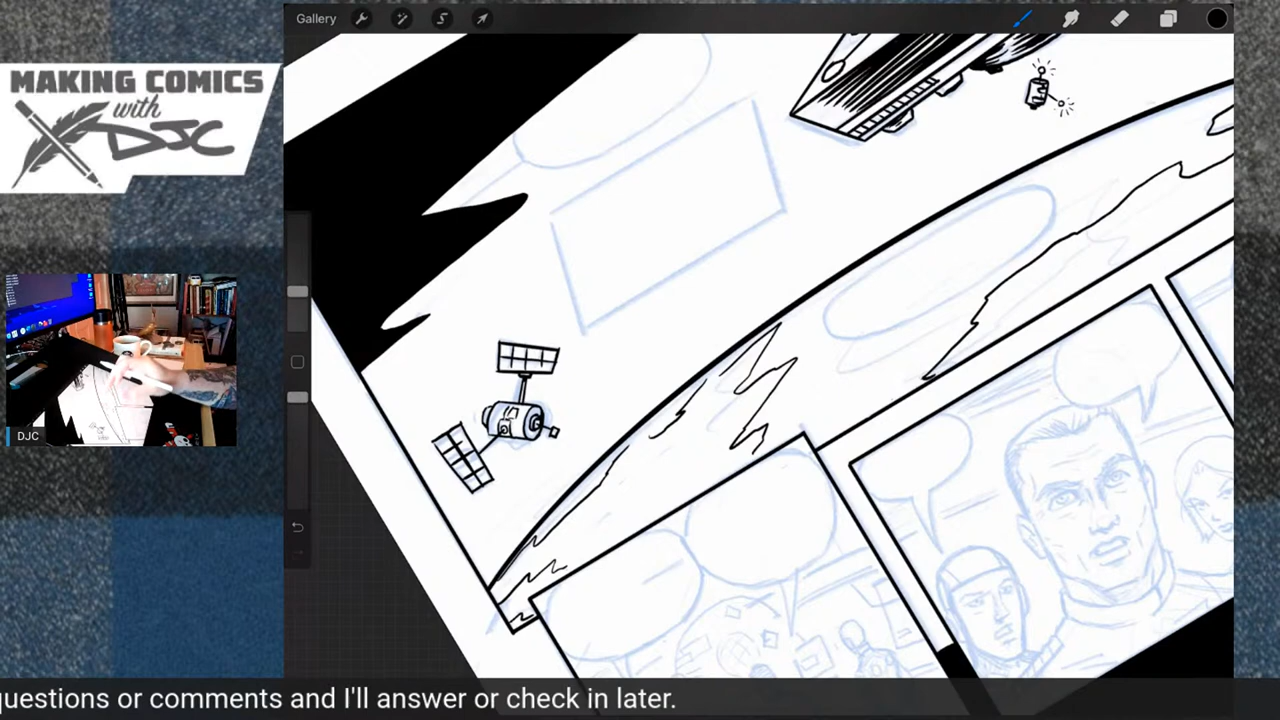 Gallery
MAKING COMICS
with
DJC
DJC
questions or comments and I'll answer or check in later.